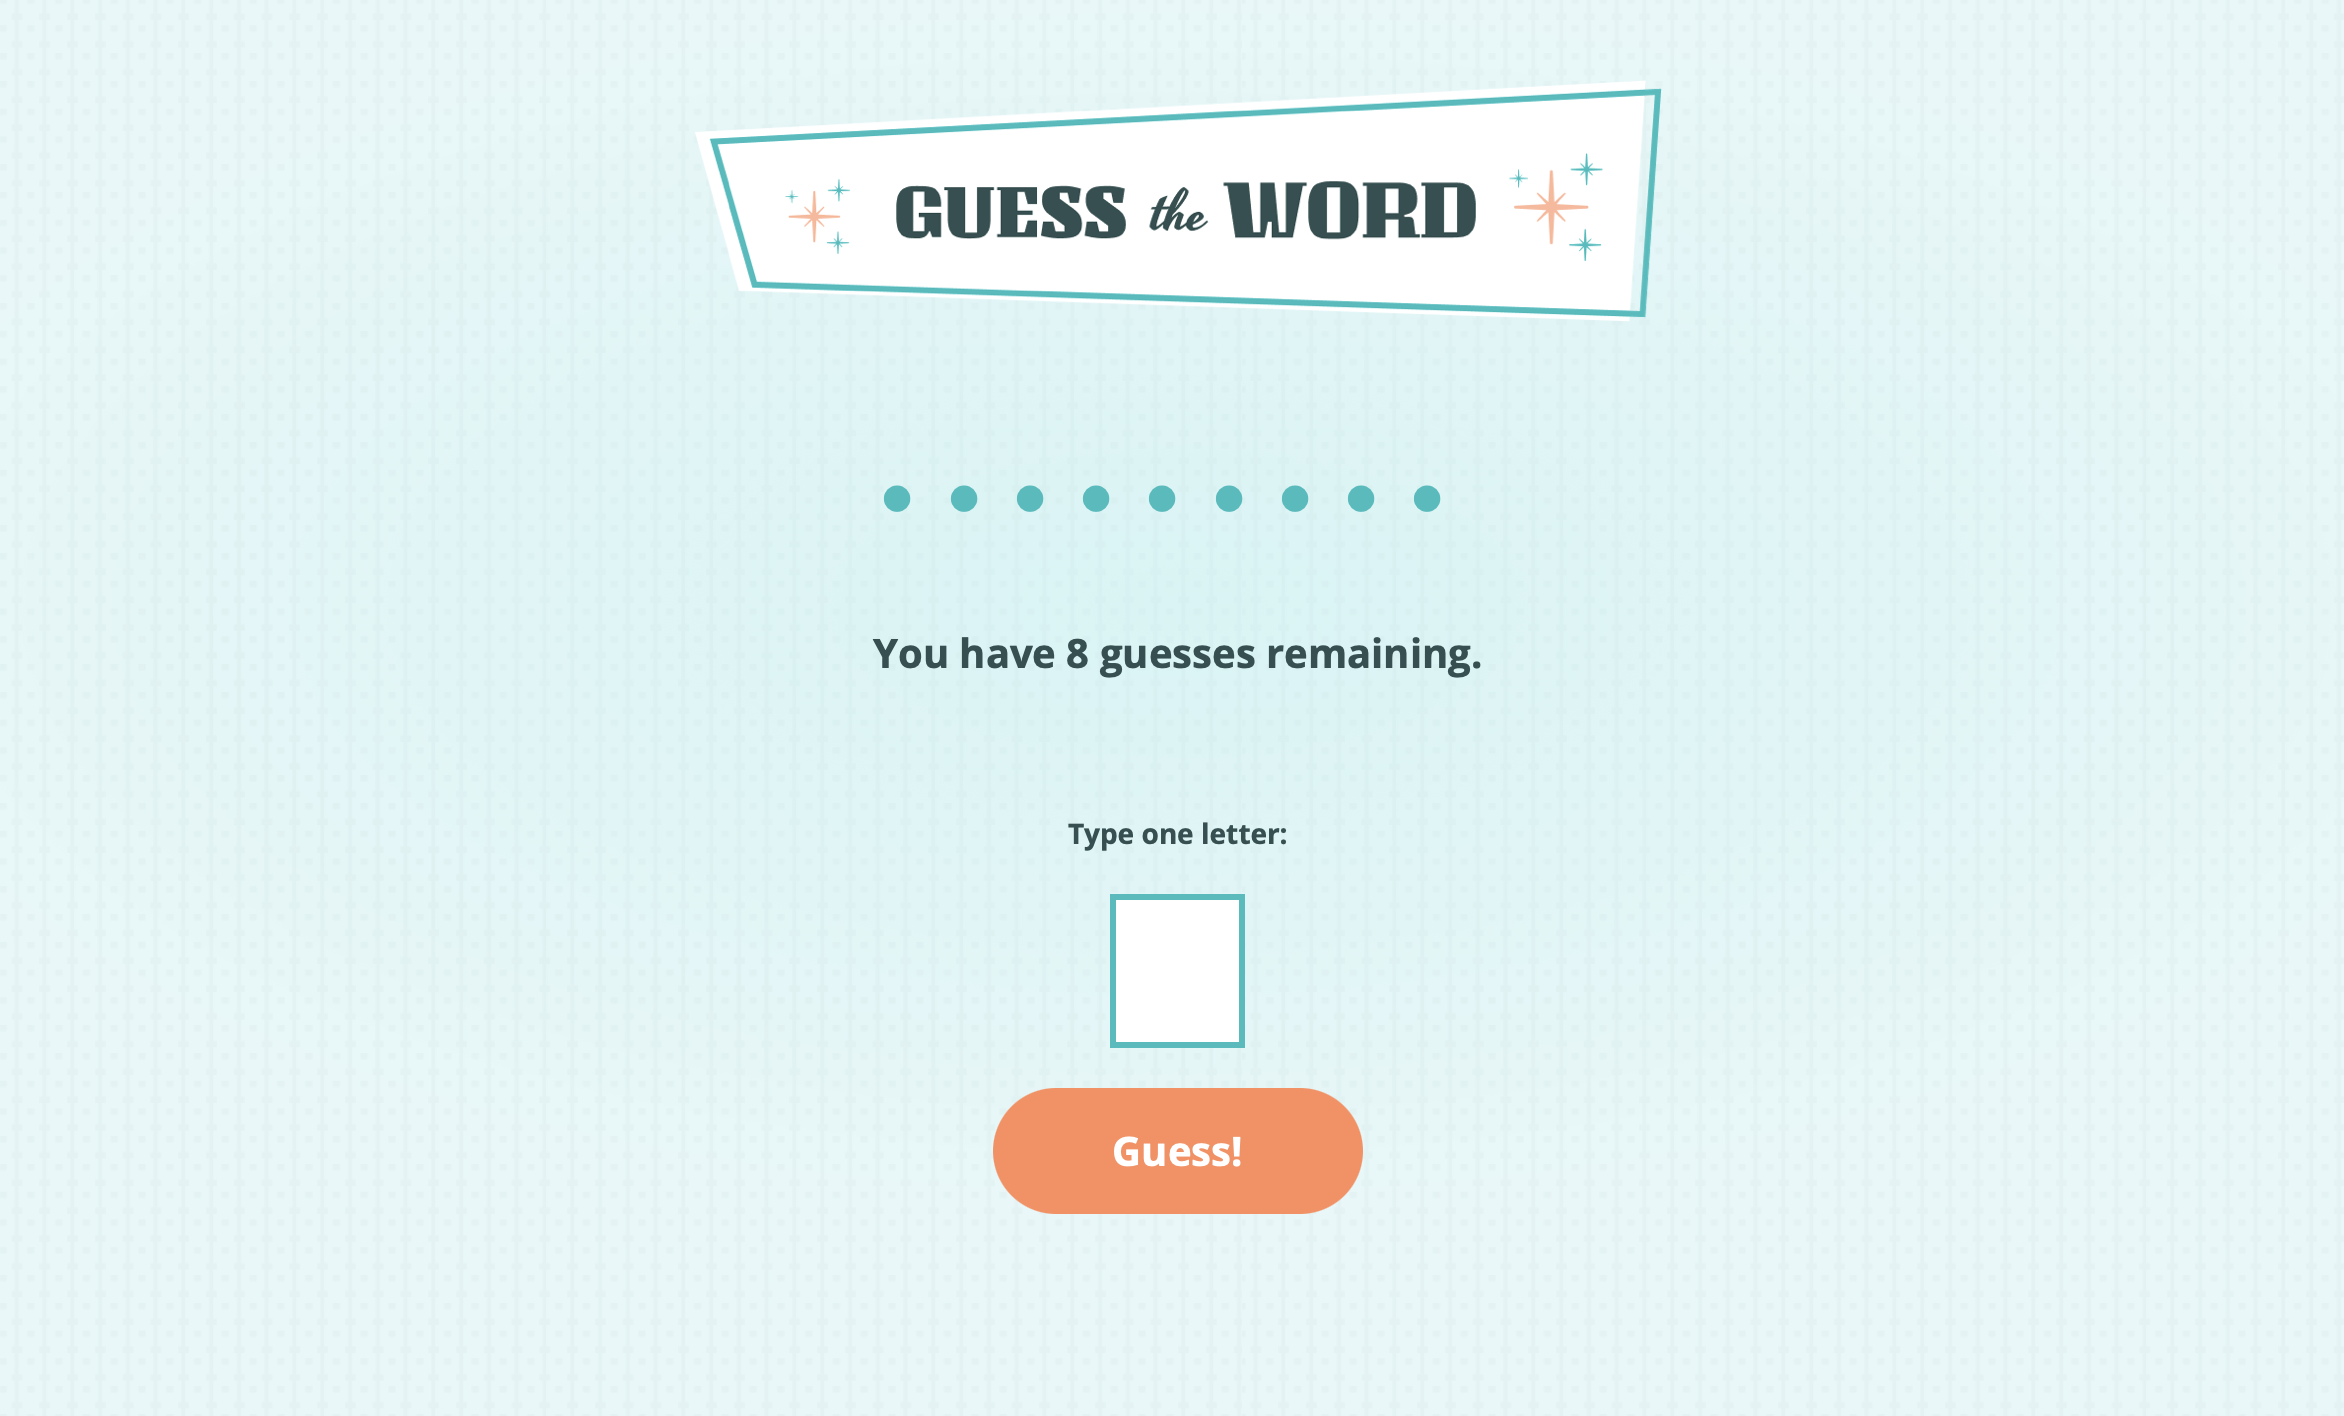 GUESS the WORD
● ● ● ● ● ● ● ● ●
You have 8 guesses remaining.
Type one letter:
Guess!